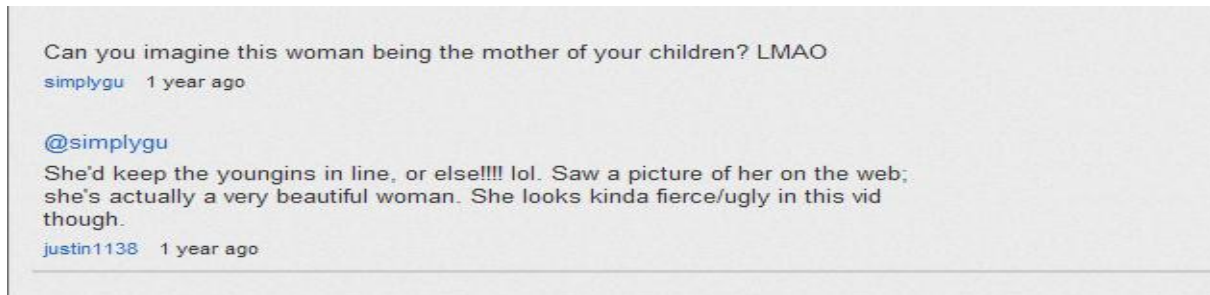 Can you imagine this woman being the mother of your children? LMAO
simplygu 1 year ago
@simplygu
She'd keep the youngins in line, or else!!!! lol. Saw a picture of her on the web;
she's actually a very beautiful woman. She looks kinda fierce/ugly in this vid
though.
justin1138 1 year ago